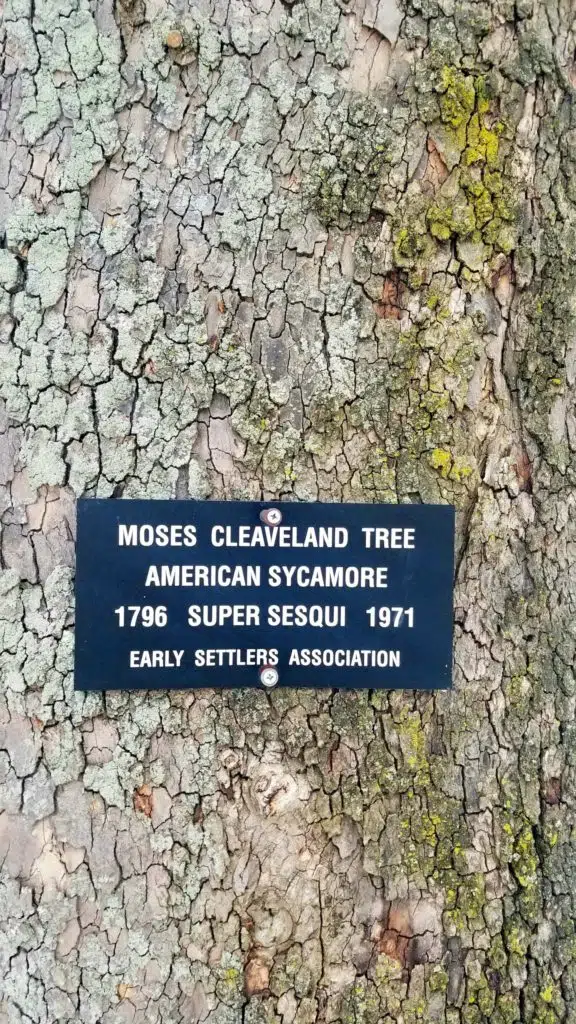 MOSES CLEAVELAND TREE
AMERICAN SYCAMORE
1796 SUPER SESQUI 1971
EARLY SETTLERS ASSOCIATION